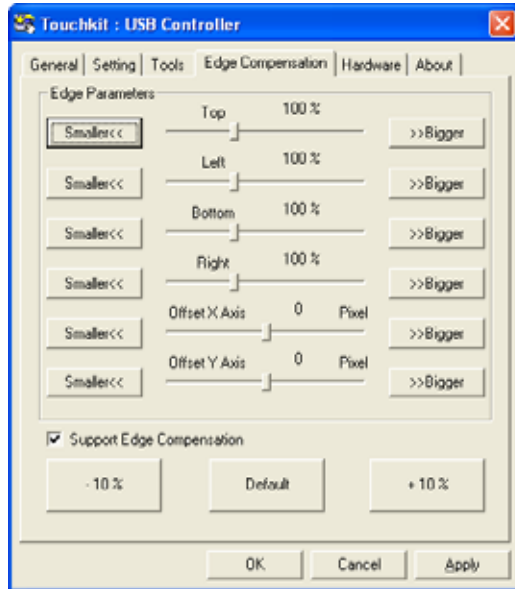 Touchkit : USB Controller
General Setting Tools Edge Compensation Hardware About
Edge Parameters
Top 100 %
Smaller<< >>Bigger
Left 100 %
Smaller<< >>Bigger
Bottom 100 %
Smaller<< >>Bigger
Right 100 %
Smaller<< >>Bigger
Offset X Axis 0 Pixel
Smaller<< >>Bigger
Offset Y Axis 0 Pixel
Smaller<< >>Bigger
Support Edge Compensation
- 10 % Default + 10 %
OK Cancel Apply